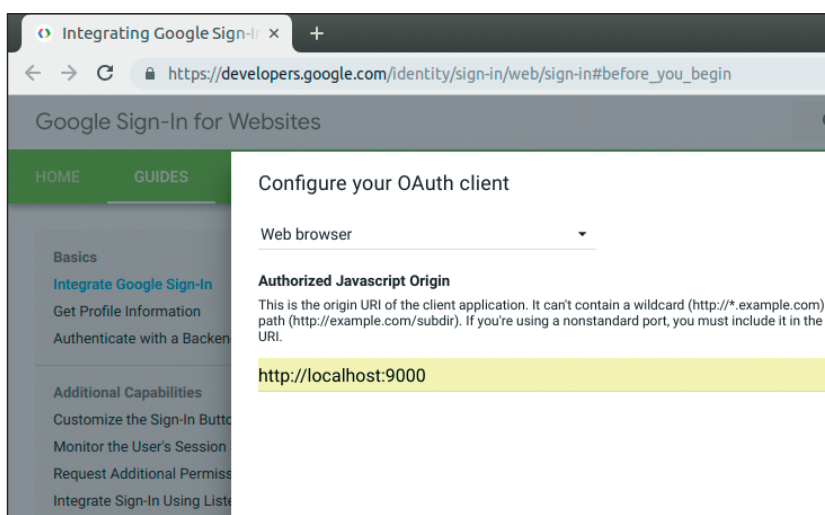 Integrating Google Sign-I
https://developers.google.com/identity/sign-in/web/sign-in#before_you_begin
Google Sign-In for Websites
HOME GUIDES
Configure your OAuth client
Web browser
Authorized Javascript Origin
This is the origin URI of the client application. It can't contain a wildcard (http://*.example.com)
path (http://example.com/subdir). If you're using a nonstandard port, you must include it in the
URI.
http://localhost:9000
Basics
Integrate Google Sign-In
Get Profile Information
Authenticate with a Backen
Additional Capabilities
Customize the Sign-In Butto
Monitor the User's Session
Request Additional Permiss
Integrate Sign-In Using Liste